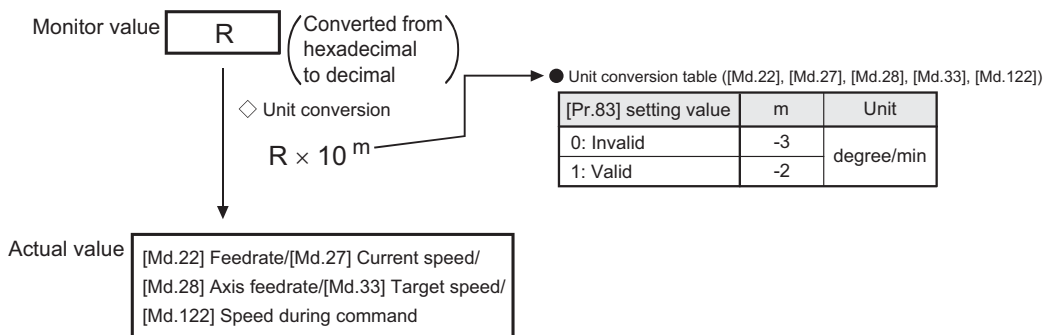 Monitor value
R
(Converted from
hexadecimal
to decimal)
◇ Unit conversion
R × 10 m
● Unit conversion table ([Md.22], [Md.27], [Md.28], [Md.33], [Md.122])
[Pr.83] setting value m Unit
0: Invalid -3 degree/min
1: Valid -2
Actual value
[Md.22] Feedrate/[Md.27] Current speed/
[Md.28] Axis feedrate/[Md.33] Target speed/
[Md.122] Speed during command